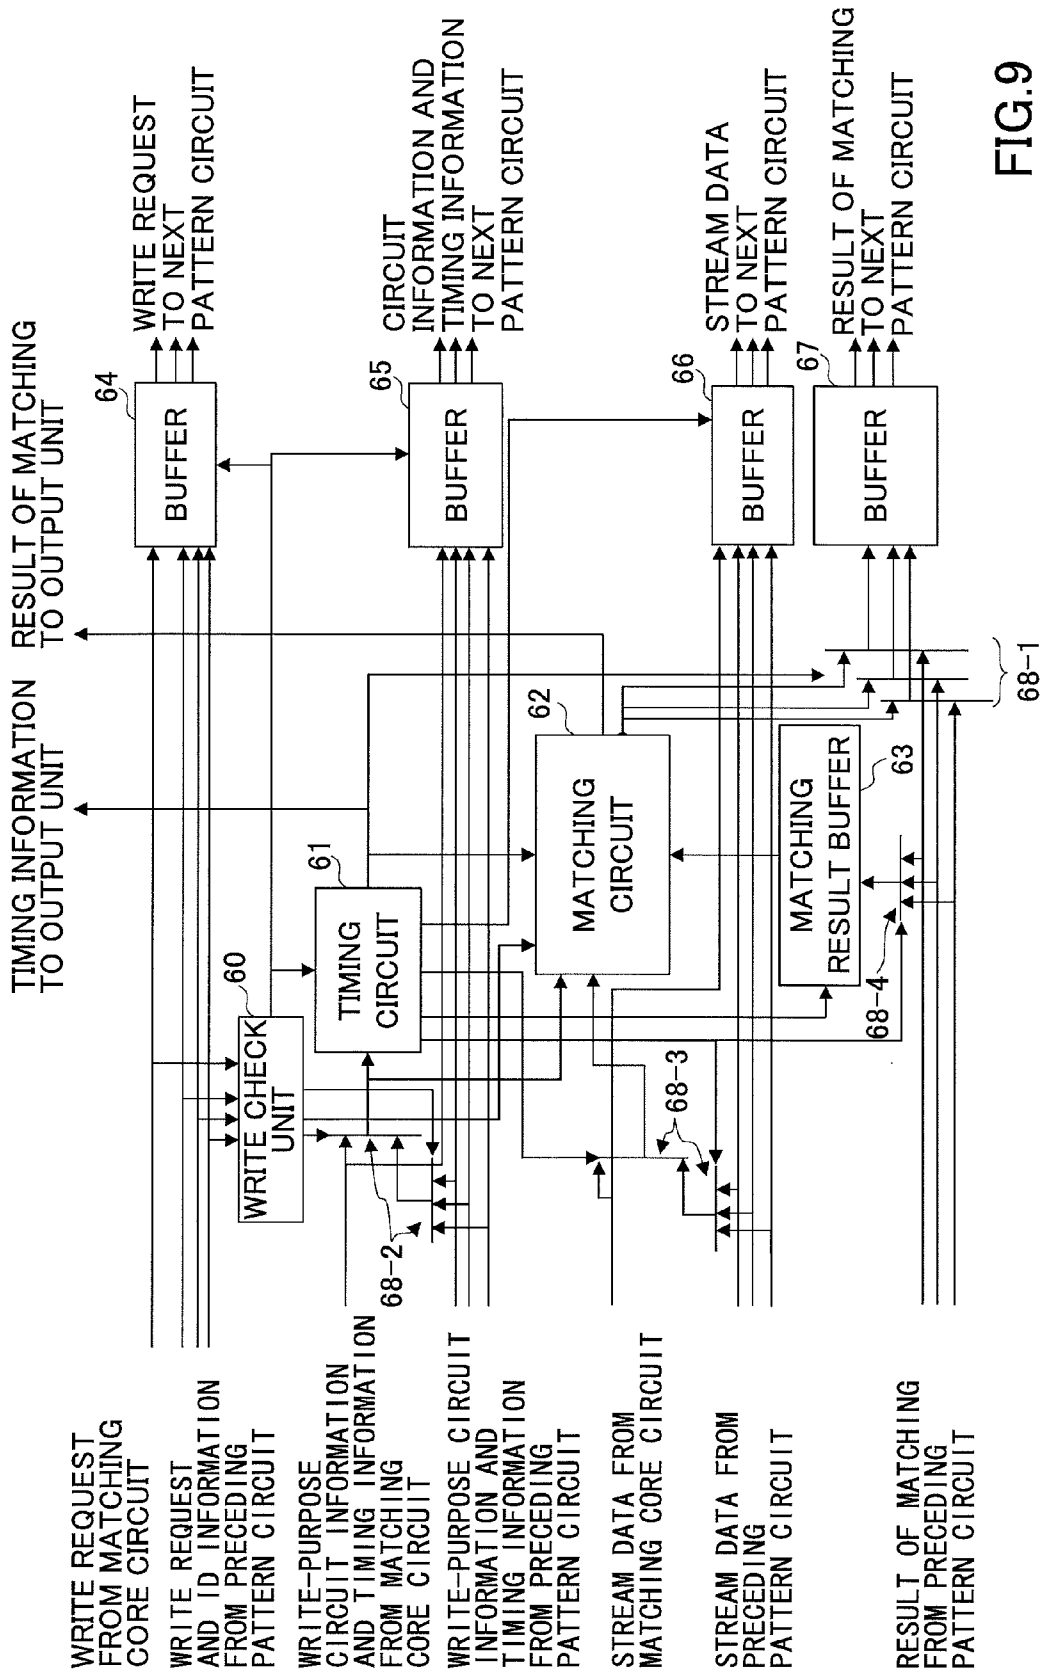 TIMING INFORMATION
TO OUTPUT UNIT
RESULT OF MATCHING
TO OUTPUT UNIT
WRITE REQUEST
FROM MATCHING
CORE CIRCUIT
WRITE REQUEST
AND ID INFORMATION
FROM PRECEDING
PATTERN CIRCUIT
WRITE-PURPOSE
CIRCUIT INFORMATION
AND TIMING INFORMATION
FROM MATCHING
CORE CIRCUIT
WRITE-PURPOSE CIRCUIT
INFORMATION AND
TIMING INFORMATION
FROM PRECEDING
PATTERN CIRCUIT
STREAM DATA FROM
MATCHING CORE CIRCUIT
STREAM DATA FROM
PRECEDING
PATTERN CIRCUIT
RESULT OF MATCHING
FROM PRECEDING
PATTERN CIRCUIT
60
WRITE CHECK
UNIT
61
TIMING
CIRCUIT
62
MATCHING
CIRCUIT
MATCHING
RESULT BUFFER
63
68-2
68-3
68-4
68-1
64
BUFFER
65
BUFFER
66
BUFFER
67
BUFFER
WRITE REQUEST
TO NEXT
PATTERN CIRCUIT
CIRCUIT
INFORMATION AND
TIMING INFORMATION
TO NEXT
PATTERN CIRCUIT
STREAM DATA
TO NEXT
PATTERN CIRCUIT
RESULT OF MATCHING
TO NEXT
PATTERN CIRCUIT
FIG.9